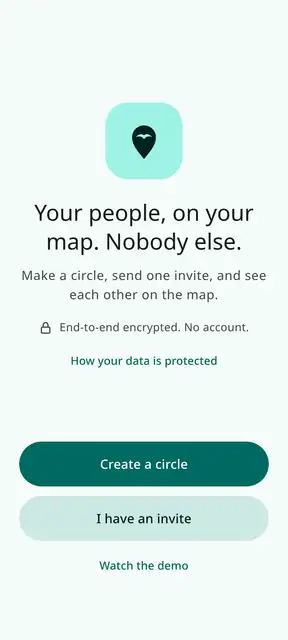 Your people, on your
map. Nobody else.
Make a circle, send one invite, and see
each other on the map.
End-to-end encrypted. No account.
How your data is protected
Create a circle
I have an invite
Watch the demo